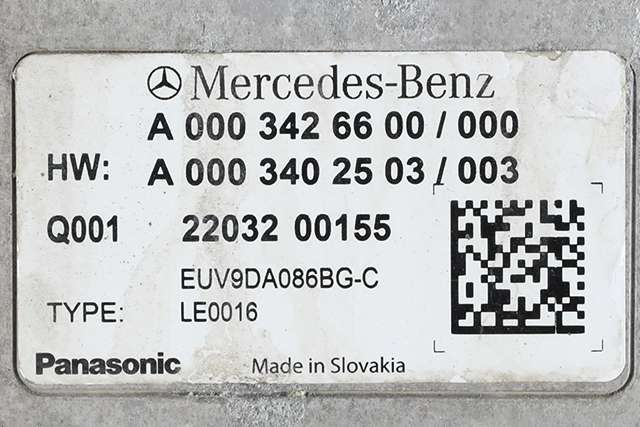 Mercedes-Benz
A 000 342 66 00 / 000
HW: A 000 340 25 03 / 003
Q001 22032 00155
EUV9DA086BG-C
TYPE: LE0016
Panasonic Made in Slovakia